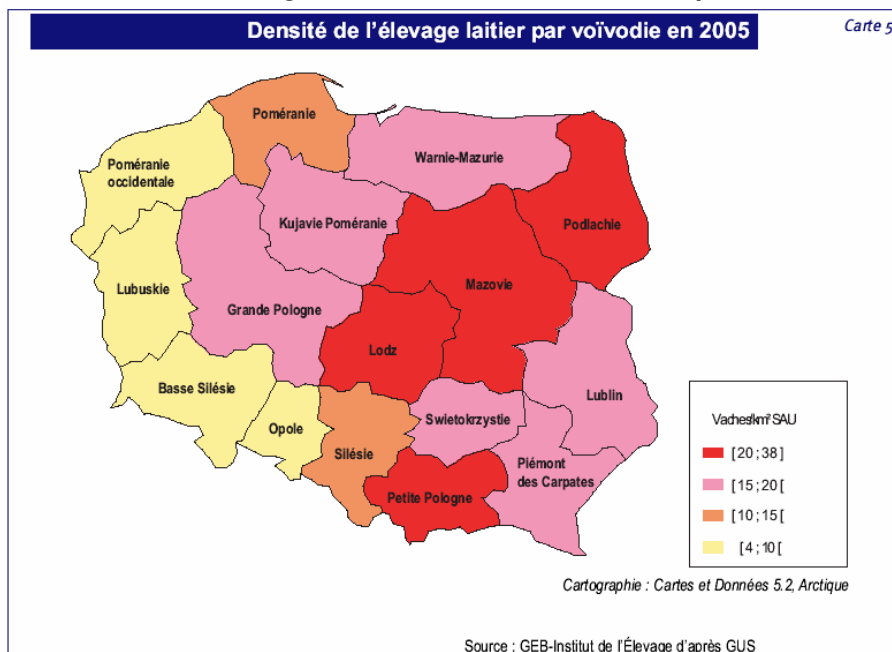 Densité de l'élevage laitier par voïvodie en 2005
Carte 5
Poméranie
Poméranie
occidentale
Warnie-Mazurie
Kujavie Poméranie
Podlachie
Lubuskie
Mazovie
Grande Pologne
Lodz
Basse Silésie
Lublin
Opole
Swietokrzystie
Silésie
Piémont
des Carpates
Petite Pologne
Vaches/km² SAU
[20 ; 38]
[15 ; 20 [
[10 ; 15 [
[4 ; 10 [
Cartographie : Cartes et Données 5.2, Arctique
Source : GEB-Institut de l'Élevage d'après GUS